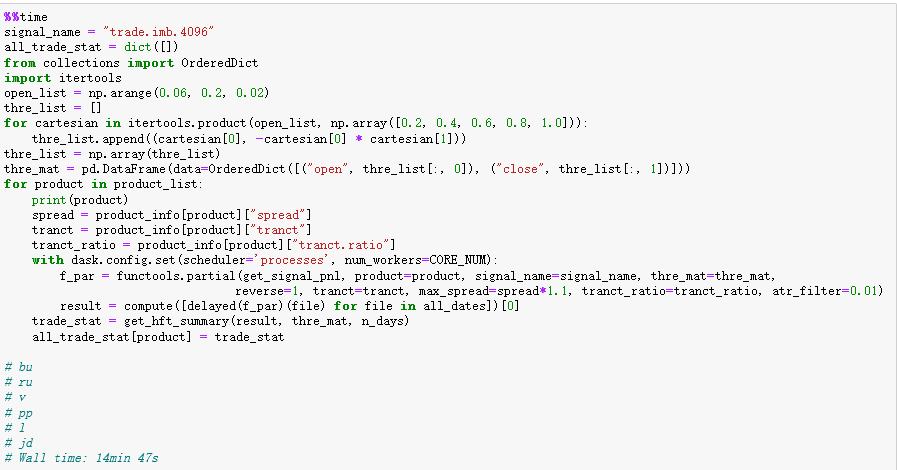 %%time
signal_name = "trade.imb.4096"
all_trade_stat = dict([])
from collections import OrderedDict
import itertools
open_list = np.arange(0.06, 0.2, 0.02)
thre_list = []
for cartesian in itertools.product(open_list, np.array([0.2, 0.4, 0.6, 0.8, 1.0])):
    thre_list.append((cartesian[0], -cartesian[0] * cartesian[1]))
thre_list = np.array(thre_list)
thre_mat = pd.DataFrame(data=OrderedDict([("open", thre_list[:, 0]), ("close", thre_list[:, 1])]))
for product in product_list:
    print(product)
    spread = product_info[product]["spread"]
    tranct = product_info[product]["tranct"]
    tranct_ratio = product_info[product]["tranct.ratio"]
    with dask.config.set(scheduler='processes', num_workers=CORE_NUM):
        f_par = functools.partial(get_signal_pnl, product=product, signal_name=signal_name, thre_mat=thre_mat,
                                 reverse=1, tranct=tranct, max_spread=spread*1.1, tranct_ratio=tranct_ratio, atr_filter=0.01)
        result = compute([delayed(f_par)(file) for file in all_dates])[0]
    trade_stat = get_hft_summary(result, thre_mat, n_days)
    all_trade_stat[product] = trade_stat

# bu
# ru
# v
# pp
# l
# jd
# Wall time: 14min 47s